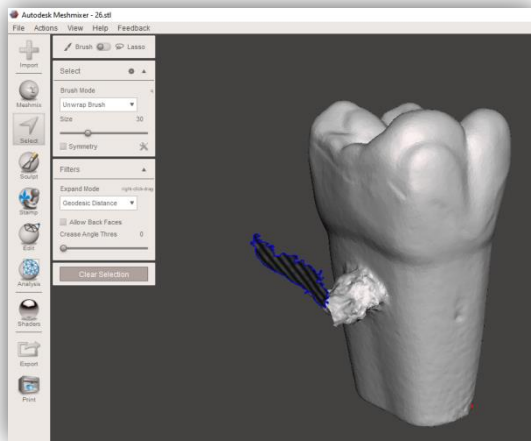 Autodesk Meshmixer - 26.stl
File Actions View Help Feedback
Import
Meshmix
Select
Sculpt
Stamp
Edit
Analysis
Shaders
Export
Print
Brush Lasso
Select
Brush Mode
Unwrap Brush
Size 30
Symmetry
Filters
Expand Mode right-click-drag
Geodesic Distance
Allow Back Faces
Crease Angle Thres 0
Clear Selection